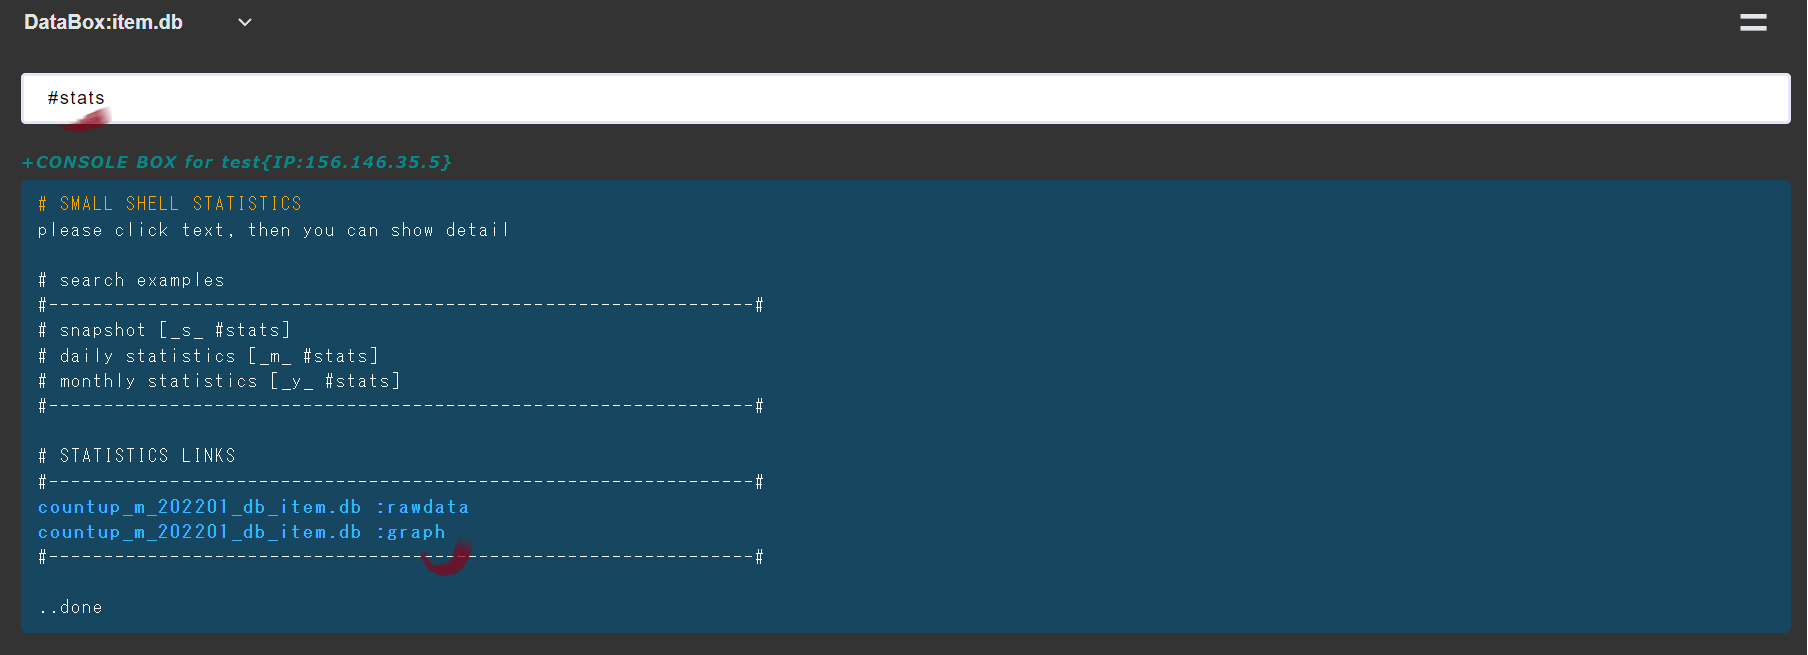 DataBox:item.db
#stats
+CONSOLE BOX for test{IP:156.146.35.5}
# SMALL SHELL STATISTICS
please click text, then you can show detail
# search examples
#----------------------------------------------------------------#
# snapshot [_s_ #stats]
# daily statistics [_m_ #stats]
# monthly statistics [_y_ #stats]
#----------------------------------------------------------------#
# STATISTICS LINKS
#----------------------------------------------------------------#
countup_m_202201_db_item.db :rawdata
countup_m_202201_db_item.db :graph
#----------------------------------------------------------------#
..done